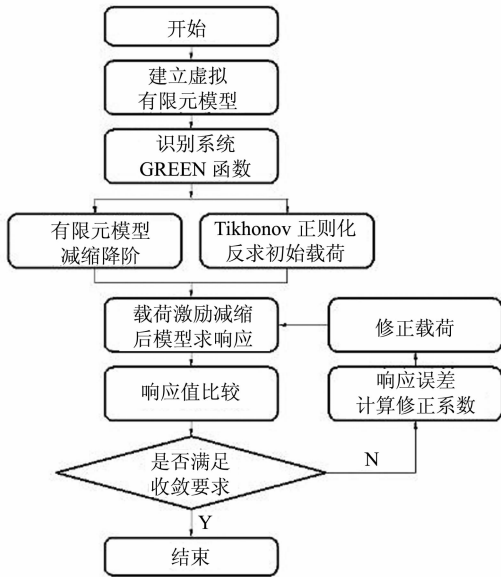 开始
建立虚拟
有限元模型
识别系统
GREEN 函数
有限元模型
减缩降阶
Tikhonov 正则化
反求初始载荷
载荷激励减缩
后模型求响应
修正载荷
响应值比较
响应误差
计算修正系数
是否满足
收敛要求
N
Y
结束